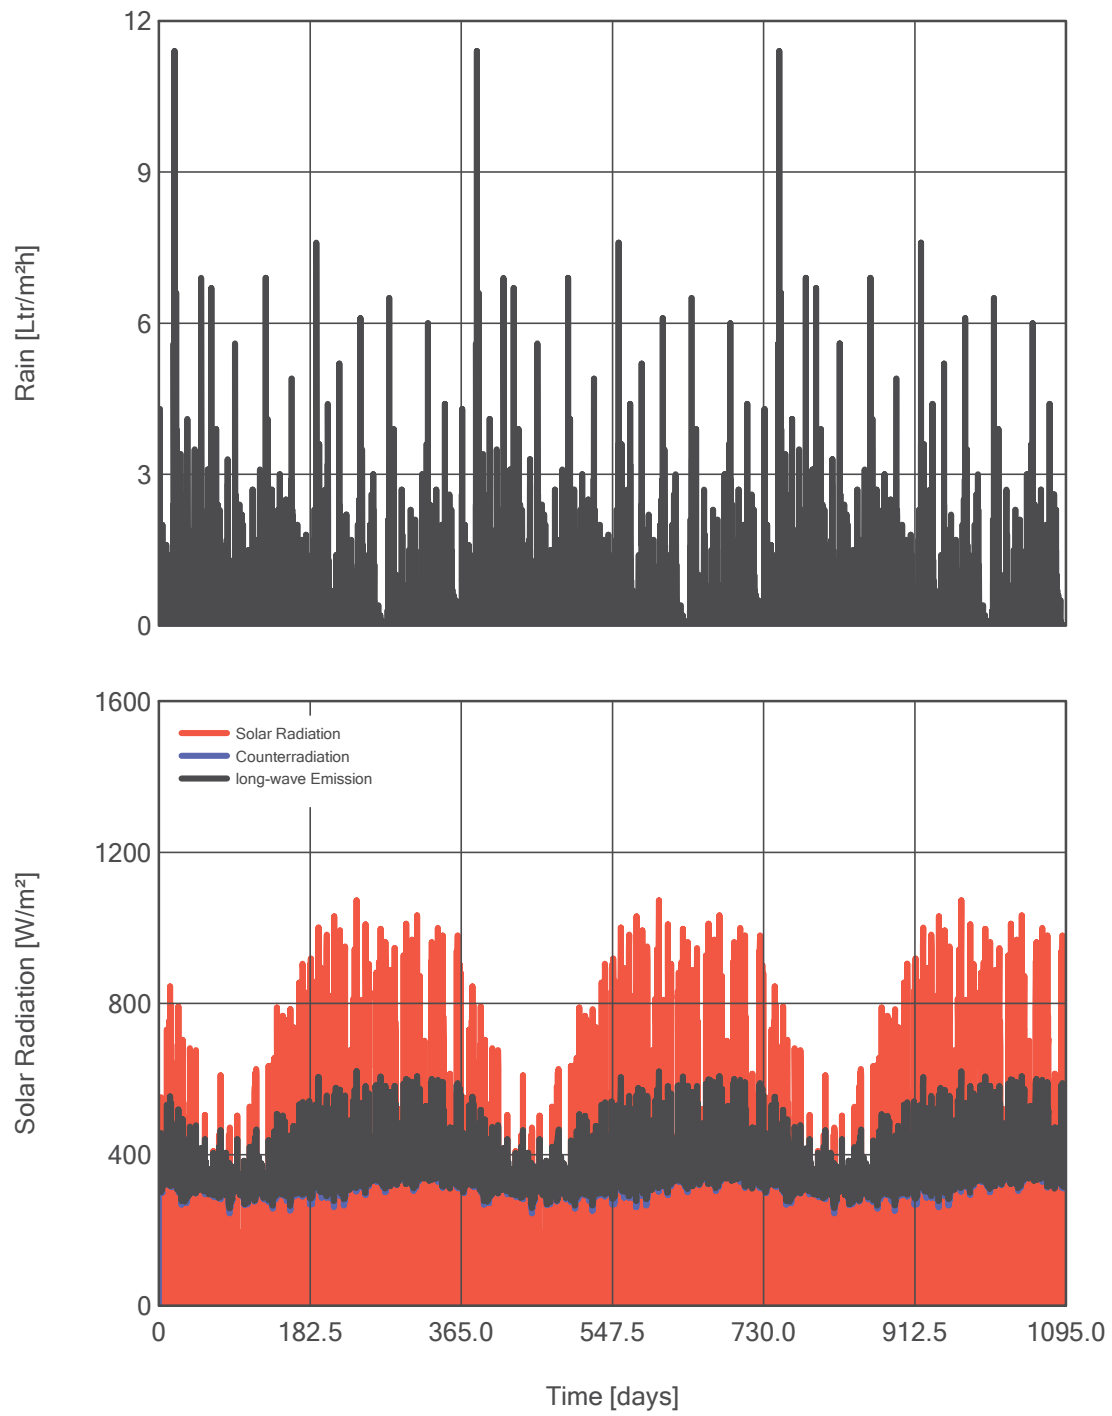 12
9
6
3
0
Rain [Ltr/m²h]
1600
1200
800
400
0
Solar Radiation [W/m²]
Solar Radiation
Counterradiation
long-wave Emission
0 182.5 365.0 547.5 730.0 912.5 1095.0
Time [days]